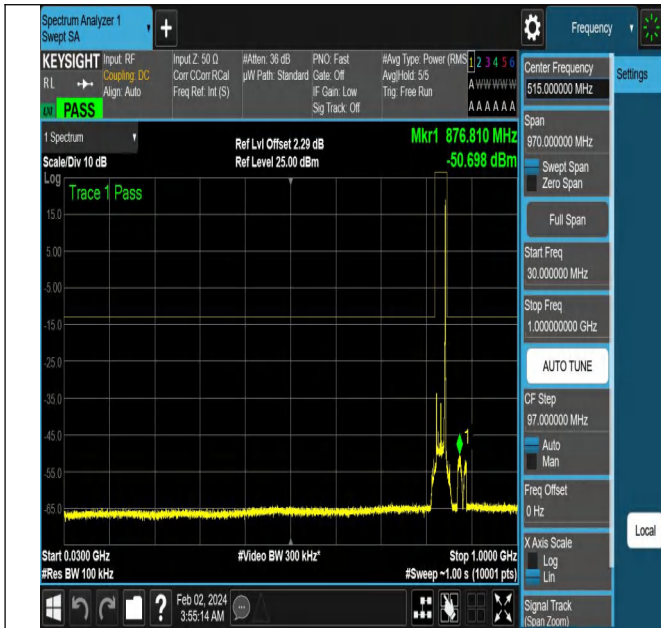 Spectrum Analyzer 1
Swept SA
Frequency
KEYSIGHT
RL
PASS
Input: RF
Coupling: DC
Align: Auto
Input Z: 50 Ω
Corr CCorr RCal
Freq Ref: Int (S)
#Atten: 36 dB
µW Path: Standard
PNO: Fast
Gate: Off
IF Gain: Low
Sig Track: Off
#Avg Type: Power (RMS
Avg|Hold: 5/5
Trig: Free Run
1 2 3 4 5 6
A W W W W W
A A A A A A
1 Spectrum
Scale/Div 10 dB
Log
Ref Lvl Offset 2.29 dB
Ref Level 25.00 dBm
Mkr1 876.810 MHz
-50.698 dBm
Trace 1 Pass
15.0
5.00
-5.00
-15.0
-25.0
-35.0
-45.0
-55.0
-65.0
1
Start 0.0300 GHz
#Res BW 100 kHz
#Video BW 300 kHz*
Stop 1.0000 GHz
#Sweep ~1.00 s (10001 pts)
Feb 02, 2024
3:55:14 AM
Center Frequency
515.000000 MHz
Settings
Span
970.000000 MHz
Swept Span
Zero Span
Full Span
Start Freq
30.000000 MHz
Stop Freq
1.000000000 GHz
AUTO TUNE
CF Step
97.000000 MHz
Auto
Man
Freq Offset
0 Hz
Local
X Axis Scale
Log
Lin
Signal Track
(Span Zoom)